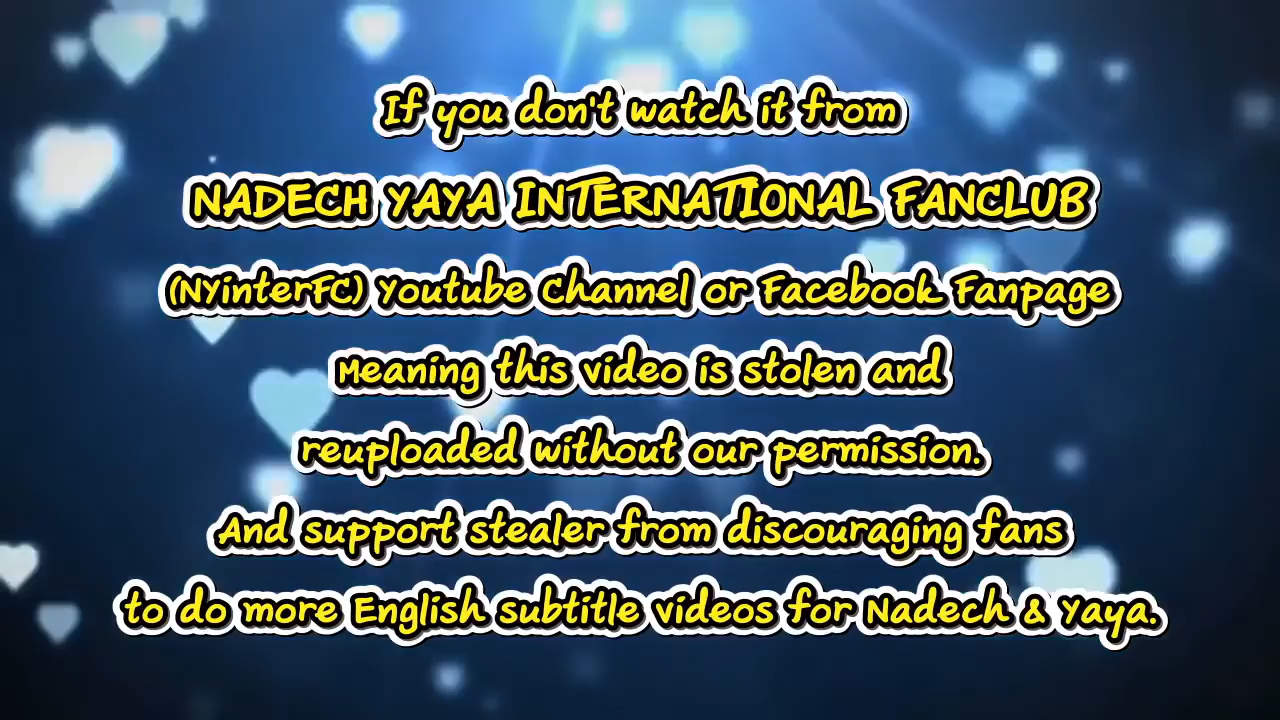 If you don't watch it from
NADECH YAYA INTERNATIONAL FANCLUB
(NYinterFC) Youtube Channel or Facebook Fanpage
Meaning this video is stolen and
reuploaded without our permission.
And support stealer from discouraging fans
to do more English subtitle videos for Nadech & Yaya.